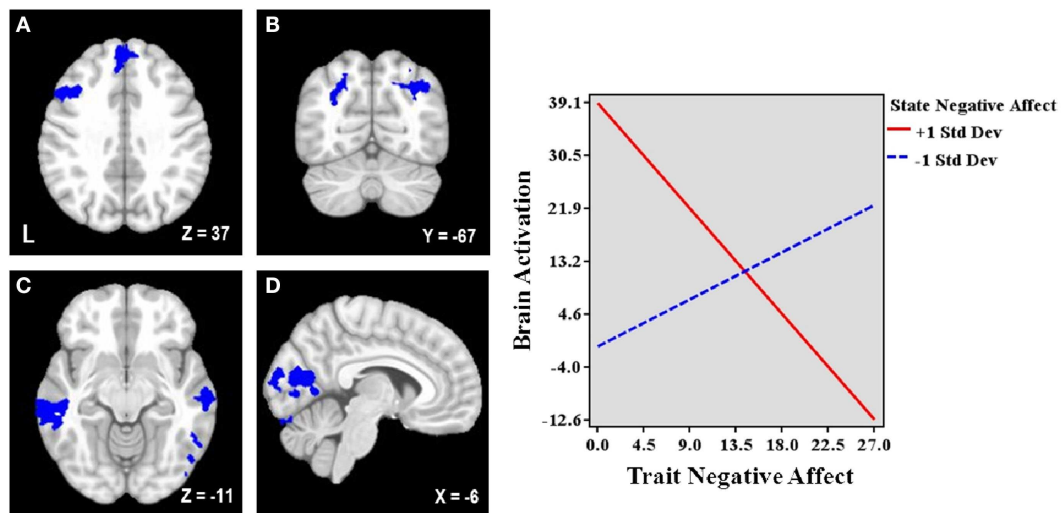 A
B
L
Z = 37
Y = -67
C
D
Z = -11
X = -6
Brain Activation
39.1
30.5
21.9
13.2
4.6
-4.0
-12.6
0.0 4.5 9.0 13.5 18.0 22.5 27.0
Trait Negative Affect
State Negative Affect
+1 Std Dev
-1 Std Dev